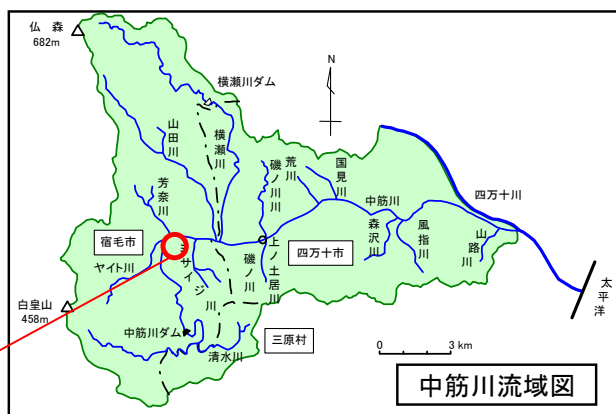 仏森
682m
横瀬川ダム
N
山田川
横瀬川
磯ノ川川
荒川
国見川
芳奈川
中筋川
四万十川
宿毛市
ヤイト川
サイジ川
磯ノ川
上ノ土居川
四万十市
森沢川
風指川
山路川
太平洋
白皇山
458m
中筋川ダム
清水川
三原村
0 3 km
中筋川流域図